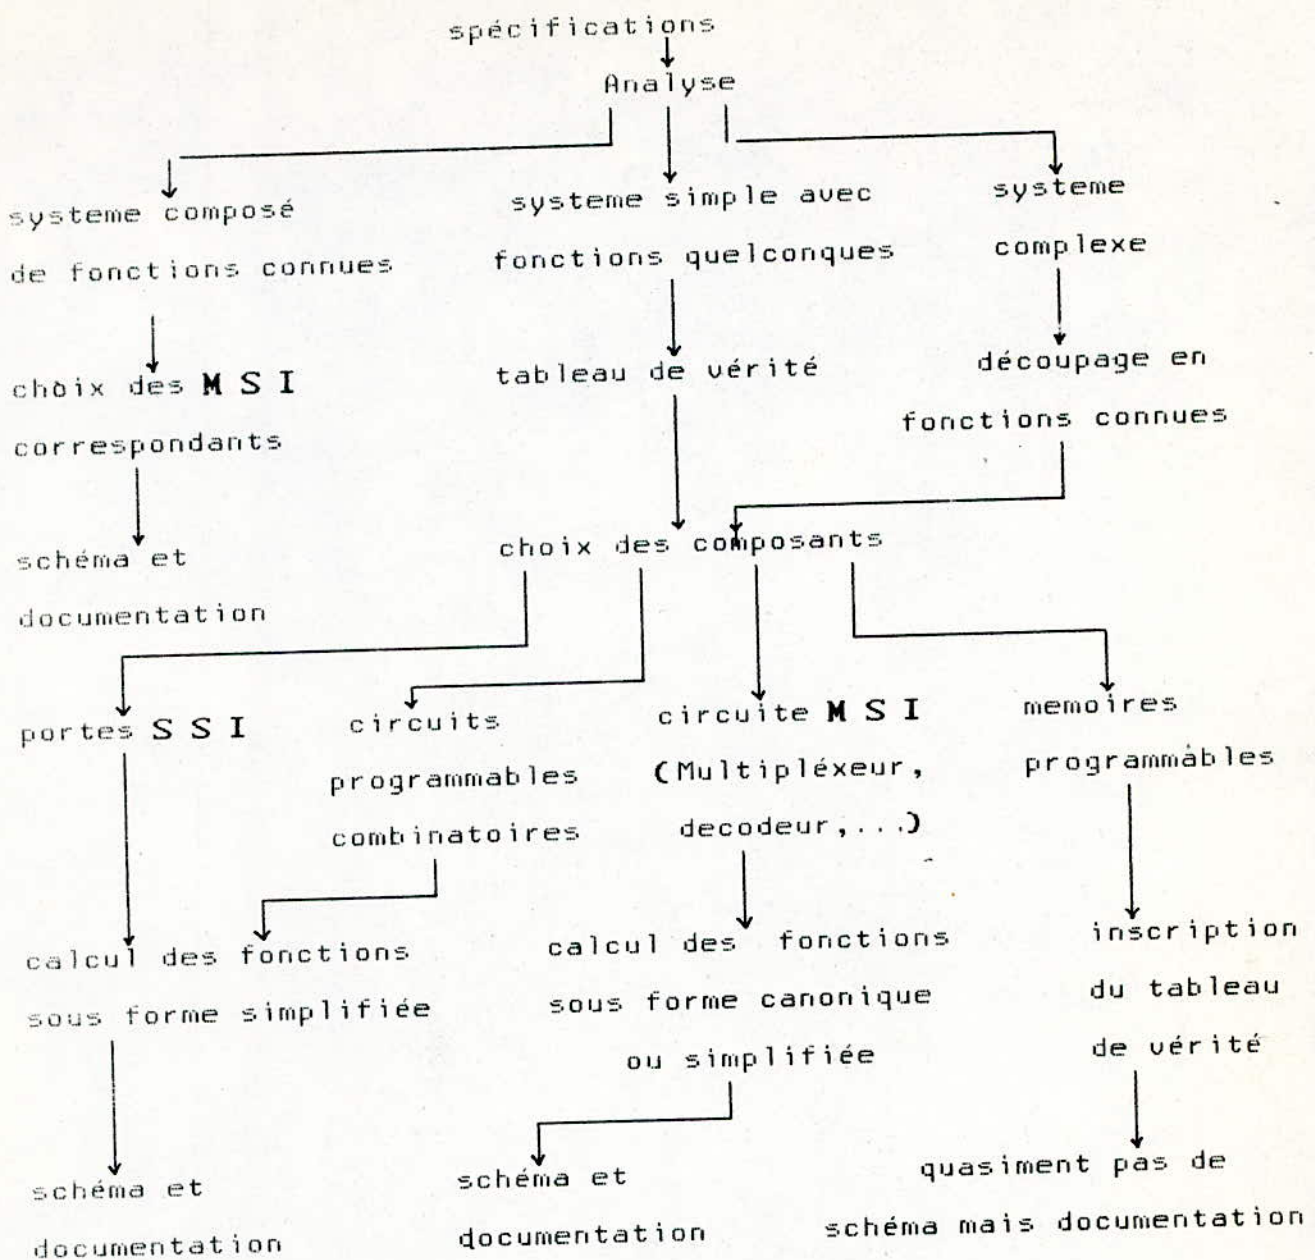 spécifications
Analyse
systeme composé
de fonctions connues
systeme simple avec
fonctions quelconques
systeme
complexe
choix des M S I
correspondants
tableau de vérité
découpage en
fonctions connues
schéma et
documentation
choix des composants
portes S S I
circuits
programmables
combinatoires
circuite M S I
(Multipléxeur,
decodeur,...)
memoires
programmables
calcul des fonctions
sous forme simplifiée
calcul des fonctions
sous forme canonique
ou simplifiée
inscription
du tableau
de vérité
schéma et
documentation
schéma et
documentation
quasiment pas de
schéma mais documentation